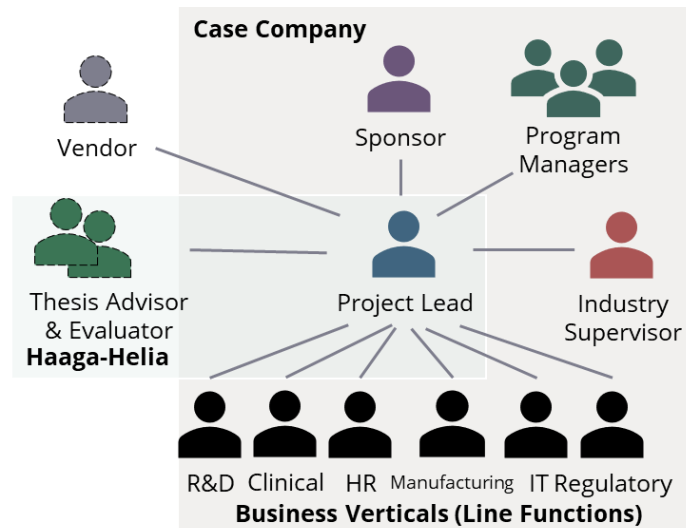 Case Company
Vendor
Sponsor
Program
Managers
Thesis Advisor
& Evaluator
Haaga-Helia
Project Lead
Industry
Supervisor
R&D Clinical HR Manufacturing IT Regulatory
Business Verticals (Line Functions)